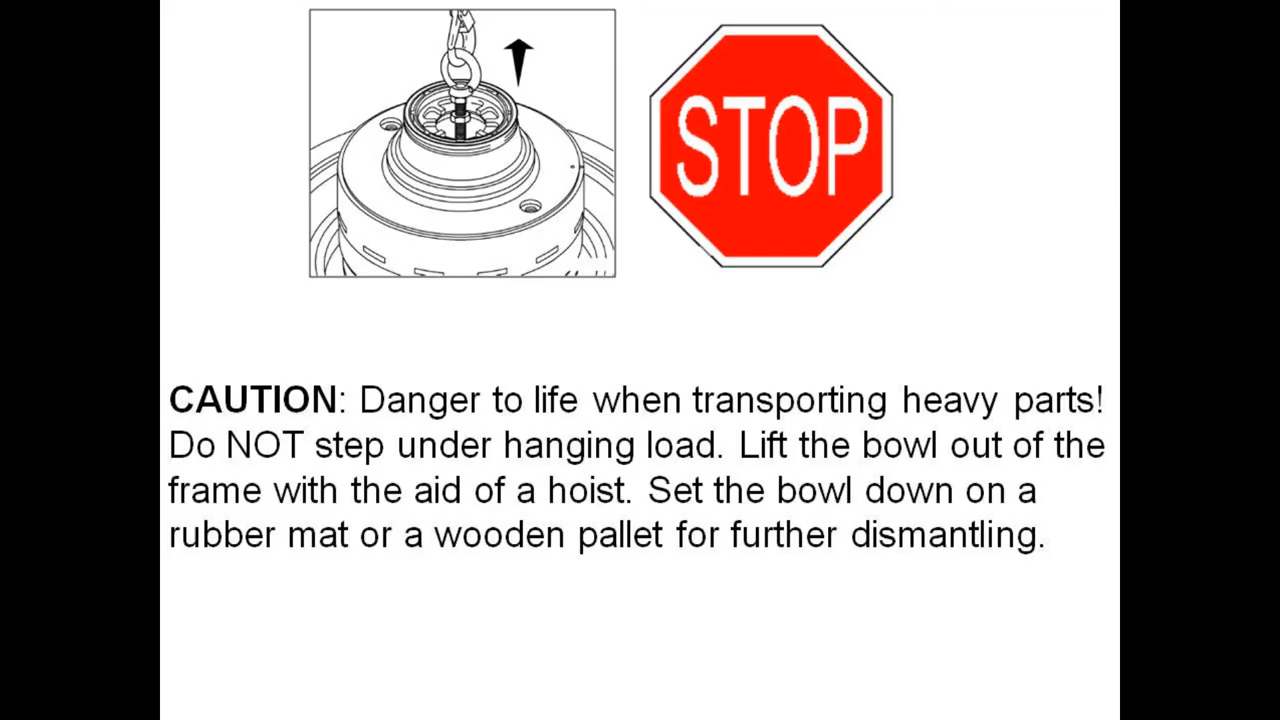 STOP
CAUTION: Danger to life when transporting heavy parts!
Do NOT step under hanging load. Lift the bowl out of the
frame with the aid of a hoist. Set the bowl down on a
rubber mat or a wooden pallet for further dismantling.